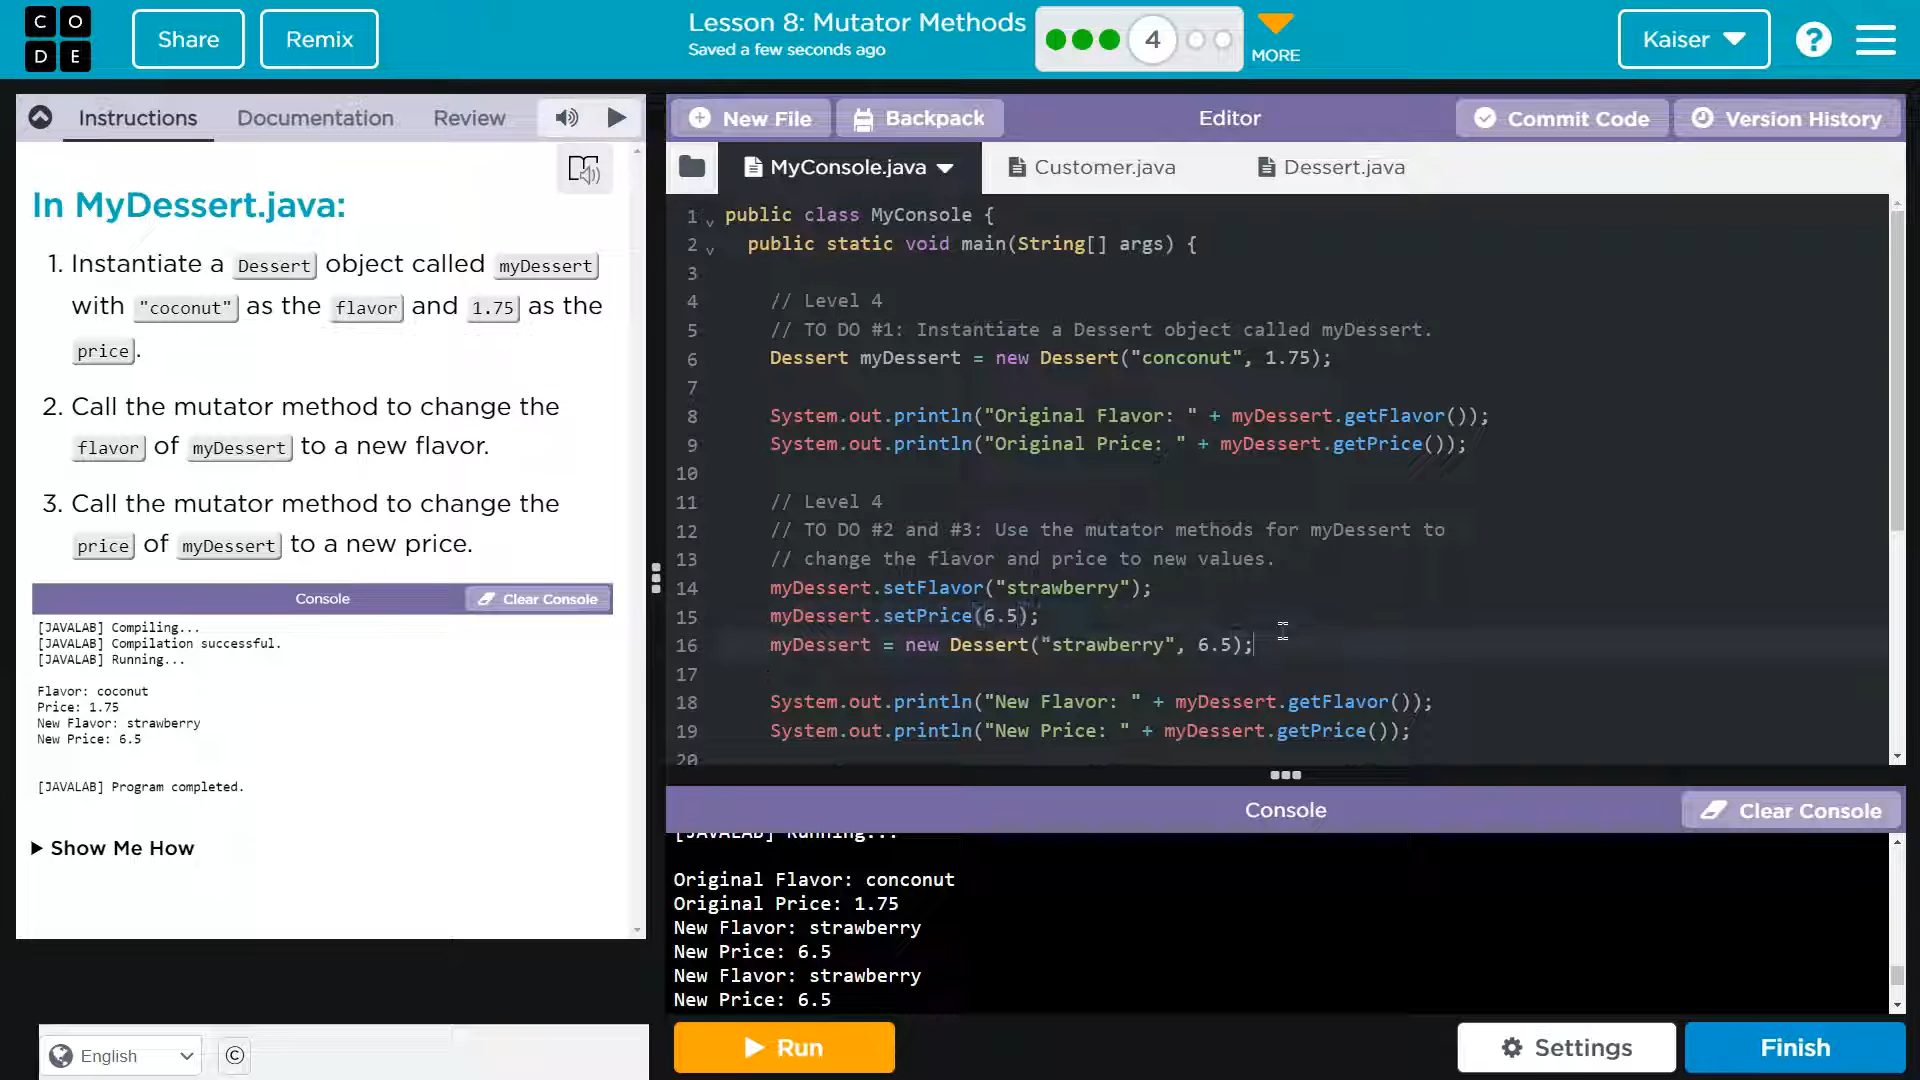 CODE
Share
Remix
Lesson 8: Mutator Methods
Saved a few seconds ago
4
MORE
Kaiser
?
Instructions
Documentation
Review
In MyDessert.java:
1. Instantiate a Dessert object called myDessert
with "coconut" as the flavor and 1.75 as the
price.
2. Call the mutator method to change the
flavor of myDessert to a new flavor.
3. Call the mutator method to change the
price of myDessert to a new price.
Console
Clear Console
[JAVALAB] Compiling...
[JAVALAB] Compilation successful.
[JAVALAB] Running...
Flavor: coconut
Price: 1.75
New Flavor: strawberry
New Price: 6.5
[JAVALAB] Program completed.
Show Me How
English
©
New File
Backpack
Editor
Commit Code
Version History
MyConsole.java
Customer.java
Dessert.java
1 public class MyConsole {
2 public static void main(String[] args) {
3
4 // Level 4
5 // TO DO #1: Instantiate a Dessert object called myDessert.
6 Dessert myDessert = new Dessert("conconut", 1.75);
7
8 System.out.println("Original Flavor: " + myDessert.getFlavor());
9 System.out.println("Original Price: " + myDessert.getPrice());
10
11 // Level 4
12 // TO DO #2 and #3: Use the mutator methods for myDessert to
13 // change the flavor and price to new values.
14 myDessert.setFlavor("strawberry");
15 myDessert.setPrice(6.5);
16 myDessert = new Dessert("strawberry", 6.5);
17
18 System.out.println("New Flavor: " + myDessert.getFlavor());
19 System.out.println("New Price: " + myDessert.getPrice());
20
Console
Clear Console
[JAVALAB] Running...
Original Flavor: conconut
Original Price: 1.75
New Flavor: strawberry
New Price: 6.5
New Flavor: strawberry
New Price: 6.5
Run
Settings
Finish